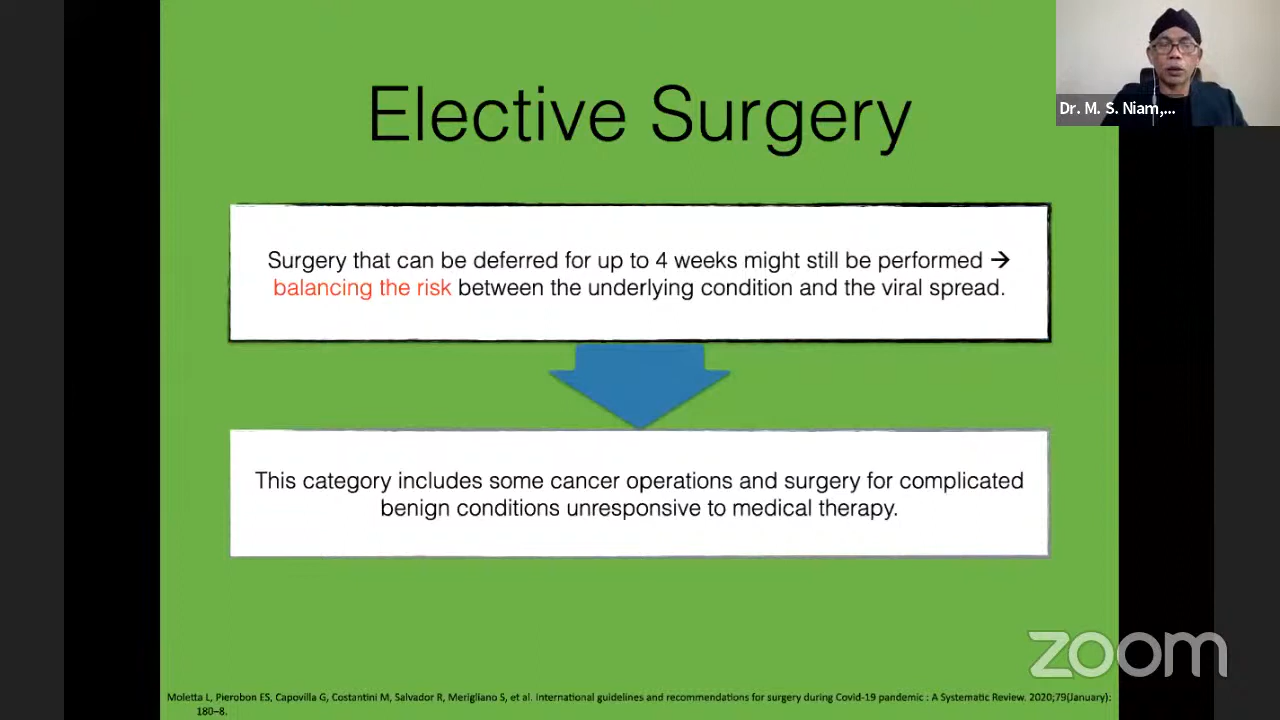 Elective Surgery
Dr. M. S. Niam,...
Surgery that can be deferred for up to 4 weeks might still be performed →
balancing the risk between the underlying condition and the viral spread.
This category includes some cancer operations and surgery for complicated
benign conditions unresponsive to medical therapy.
zoom
Moletta L, Pierobon ES, Capovilla G, Costantini M, Salvador R, Merigliano S, et al. International guidelines and recommendations for surgery during Covid-19 pandemic : A Systematic Review. 2020;79(January):
180–8.